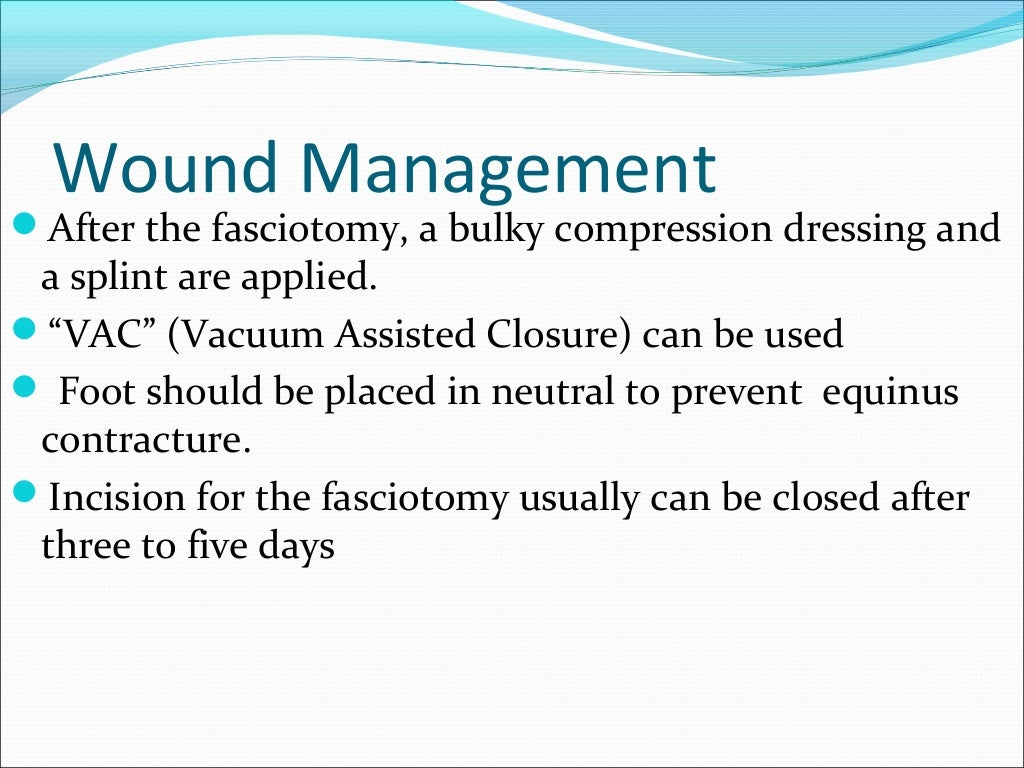 Wound Management
After the fasciotomy, a bulky compression dressing and
a splint are applied.
“VAC” (Vacuum Assisted Closure) can be used
Foot should be placed in neutral to prevent  equinus
contracture.
Incision for the fasciotomy usually can be closed after
three to five days